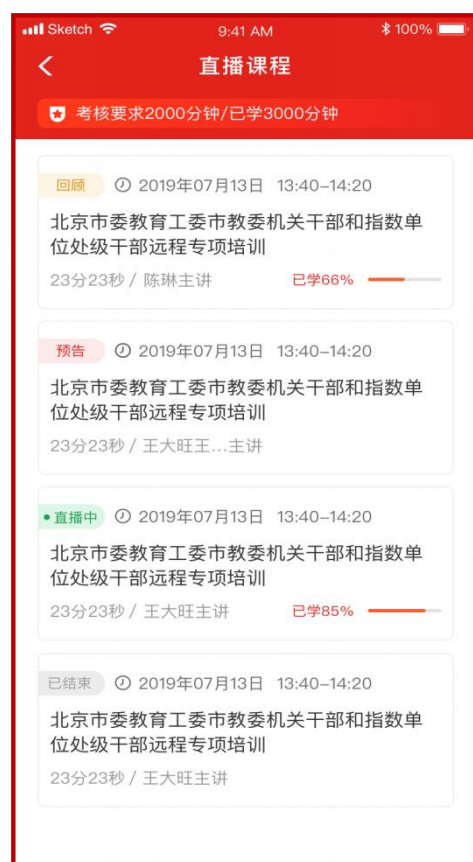 Sketch 9:41 AM 100%
直播课程
考核要求2000分钟/已学3000分钟
回顾 2019年07月13日 13:40-14:20
北京市委教育工委市教委机关干部和指数单
位处级干部远程专项培训
23分23秒 / 陈琳主讲 已学66%
预告 2019年07月13日 13:40-14:20
北京市委教育工委市教委机关干部和指数单
位处级干部远程专项培训
23分23秒 / 王大旺王...主讲
直播中 2019年07月13日 13:40-14:20
北京市委教育工委市教委机关干部和指数单
位处级干部远程专项培训
23分23秒 / 王大旺主讲 已学85%
已结束 2019年07月13日 13:40-14:20
北京市委教育工委市教委机关干部和指数单
位处级干部远程专项培训
23分23秒 / 王大旺主讲